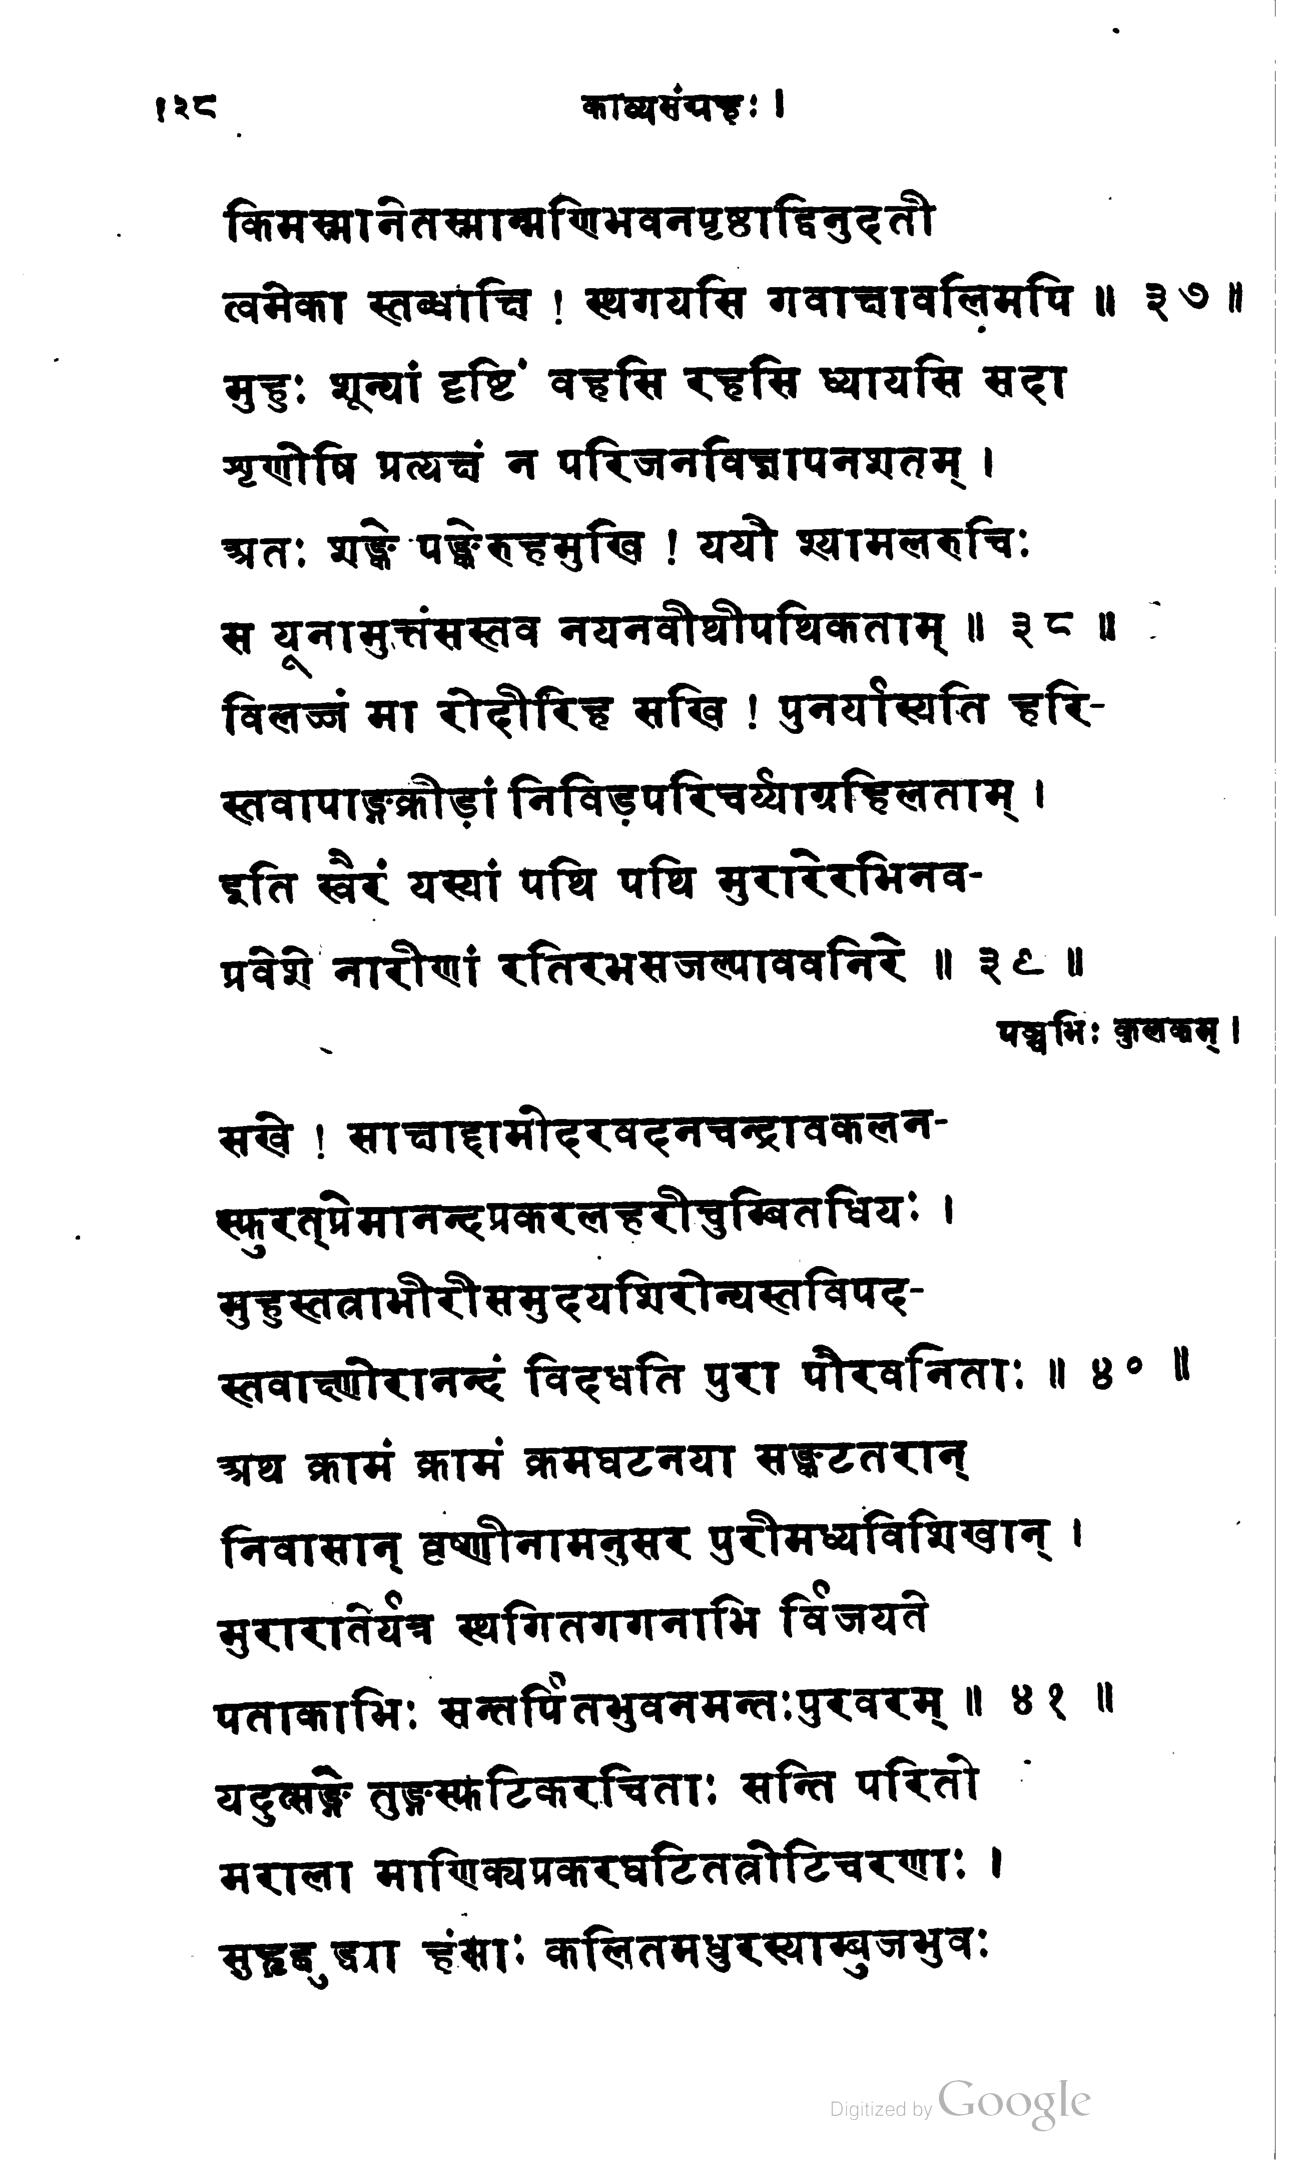 १३८ काव्यसंग्रहः ।
किमस्मानेतस्मान्मणिभवनपृष्ठाद्विनुदती
त्वमेका स्तब्धाक्षि ! स्थगयसि गवाक्षावलिमपि ॥ ३७ ॥
मुहुः शून्यां दृष्टिं वहसि रहसि ध्यायसि सदा
शृणोषि प्रत्यक्षं न परिजनविज्ञापनशतम् ।
अतः शङ्के पङ्केरुहमुखि ! ययौ श्यामलरुचिः
स यूनामुत्तंसस्तव नयनवीथीपथिकताम् ॥ ३८ ॥
विलज्जं मा रोदीरिह सखि ! पुनर्यास्यति हरि-
स्तवापाङ्गक्रीड़ां निविड़परिचर्य्याग्रहिलताम् ।
इति स्वैरं यस्यां पथि पथि मुरारेरभिनव-
प्रवेशे नारीणां रतिरभसजल्पाववनिरे ॥ ३९ ॥
पञ्चभिः कुलकम् ।
सखे ! साक्षाद्दामोदरवदनचन्द्रावकलन-
स्फुरत्प्रेमानन्दप्रकरलहरीचुम्बितधियः ।
मुहुस्तत्राभीरीसमुदयशिरोन्यस्तविपद-
स्तवाक्ष्णोरानन्दं विदधति पुरा पौरवनिताः ॥ ४० ॥
अथ क्रामं क्रामं क्रमघटनया सङ्कटतरान्
निवासान् वृष्णीनामनुसर पुरीमध्यविशिखान् ।
मुरारातेर्यत्र स्थगितगगनाभि र्विजयते
पताकाभिः सन्तर्पितभुवनमन्तःपुरवरम् ॥ ४१ ॥
यदुत्सङ्गे तुङ्गस्फटिकरचिताः सन्ति परितो
मराला माणिक्यप्रकरघटितत्रोटिचरणाः ।
सुहृद्बुद्ध्या हंसाः कलितमधुरस्याम्बुजभुवः
Digitized by Google